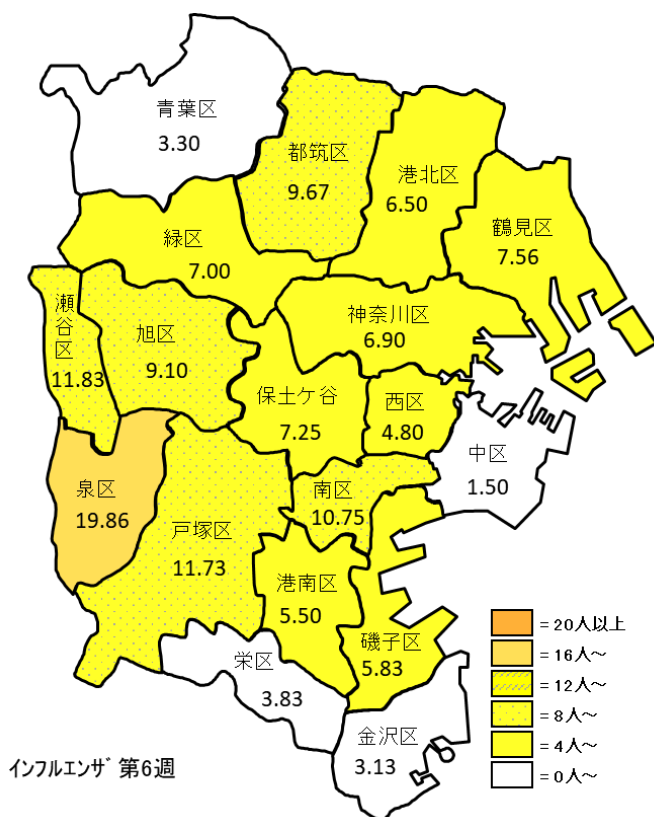 青葉区
3.30
都筑区
9.67
港北区
6.50
鶴見区
7.56
緑区
7.00
瀬
谷
区
11.83
旭区
9.10
神奈川区
6.90
保土ケ谷
7.25
西区
4.80
中区
1.50
泉区
19.86
戸塚区
11.73
南区
10.75
港南区
5.50
磯子区
5.83
栄区
3.83
金沢区
3.13
=20人以上
=16人～
=12人～
=8人～
=4人～
=0人～
インフルエンザ 第6週